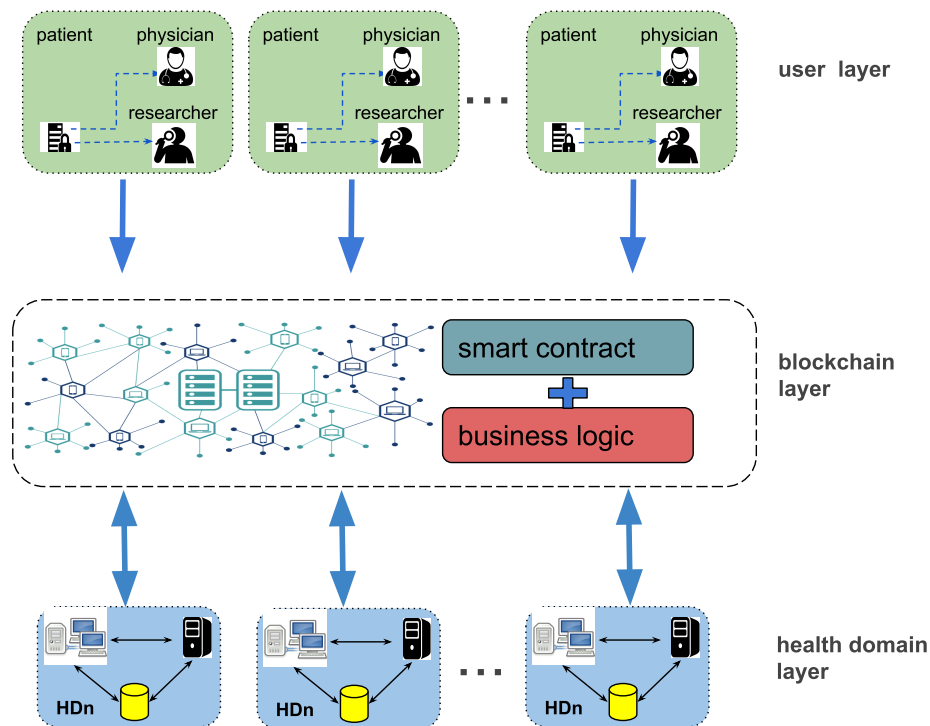 patient physician
researcher
patient physician
researcher
patient physician
researcher
...
user layer
smart contract
business logic
blockchain
layer
HDn
HDn
...
HDn
health domain
layer